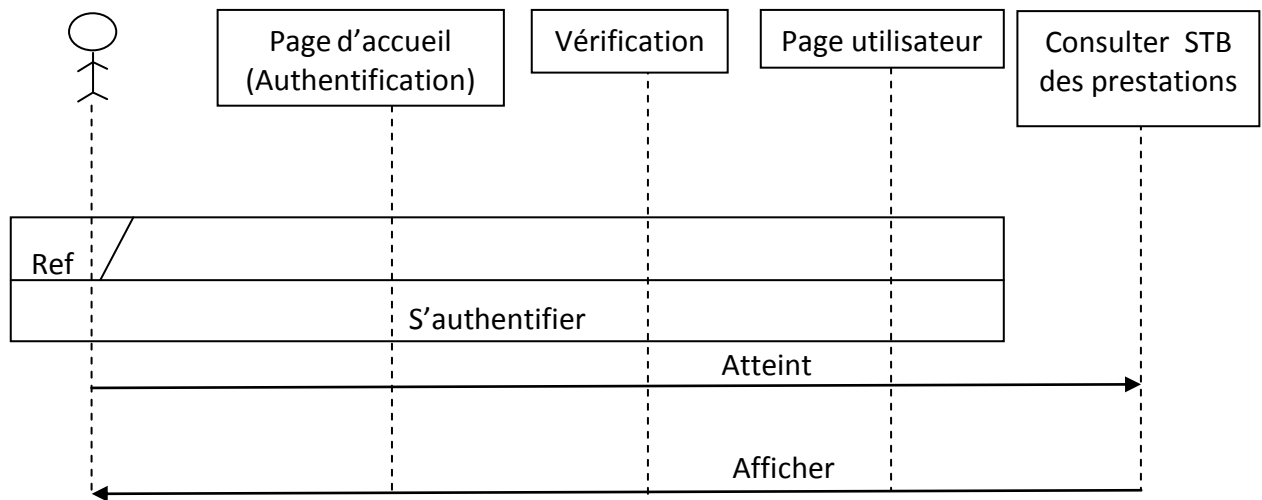 Page d'accueil
(Authentification)
Vérification
Page utilisateur
Consulter STB
des prestations
Ref
S'authentifier
Atteint
Afficher